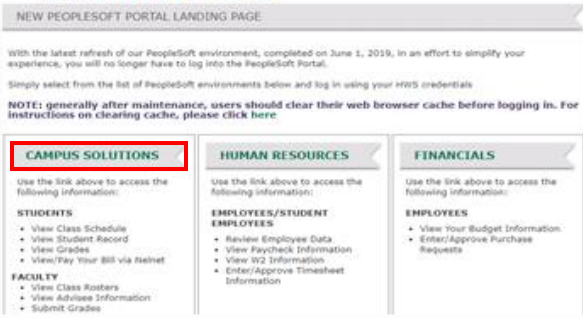 NEW PEOPLESOFT PORTAL LANDING PAGE
With the latest refresh of our PeopleSoft environment, completed on June 1, 2019, in an effort to simplify your
experience, you will no longer have to log into the PeopleSoft Portal.
Simply select from the list of PeopleSoft environments below and log in using your HWS credentials
NOTE: generally after maintenance, users should clear their web browser cache before logging in. For
instructions on clearing cache, please click here
CAMPUS SOLUTIONS
Use the link above to access the
following information:
STUDENTS
• View Class Schedule
• View Student Record
• View Grades
• View/Pay Your Bill via Nelnet
FACULTY
• View Class Rosters
• View Advisee Information
• Submit Grades
HUMAN RESOURCES
Use the link above to access the
following information:
EMPLOYEES/STUDENT
EMPLOYEES
• Review Employee Data
• View Paycheck Information
• View W2 Information
• Enter/Approve Timesheet
Information
FINANCIALS
Use the link above to access the
following information:
EMPLOYEES
• View Your Budget Information
• Enter/Approve Purchase
Requests